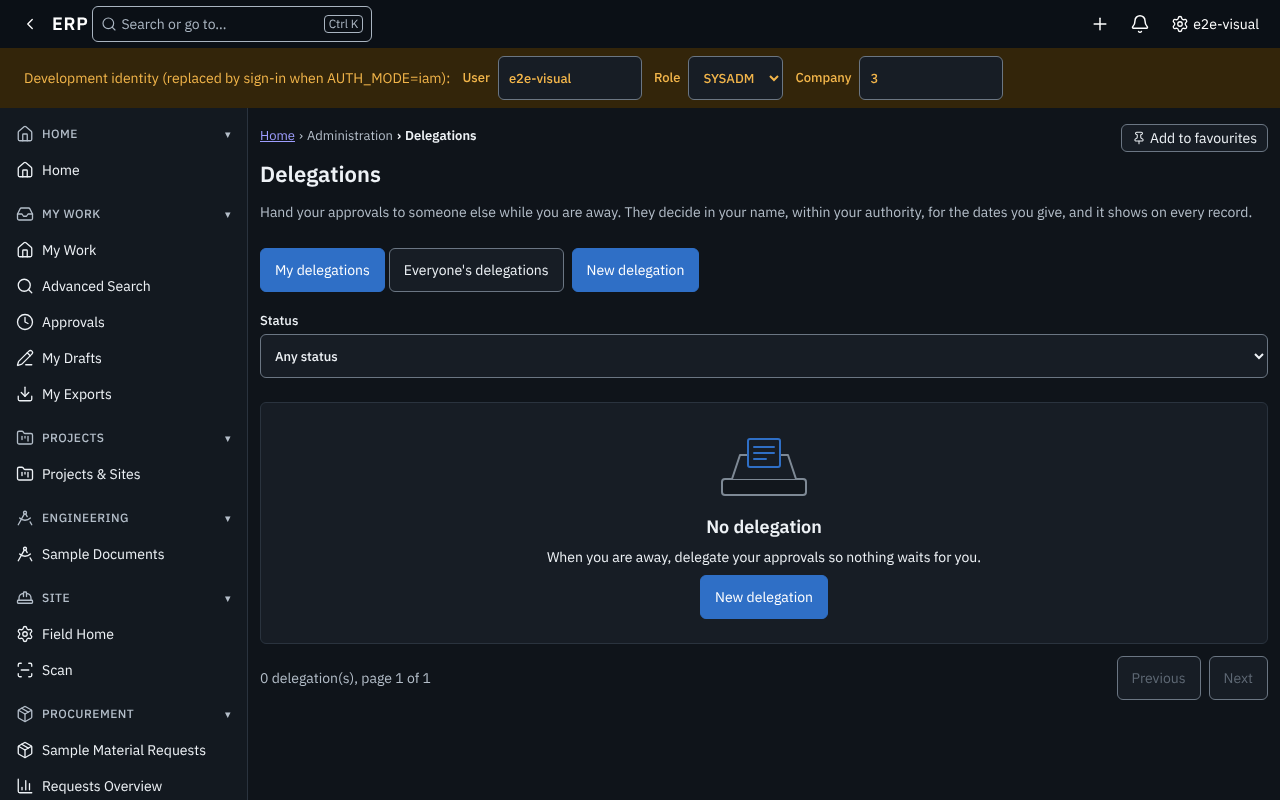 ERP
Search or go to...
Ctrl K
e2e-visual
Development identity (replaced by sign-in when AUTH_MODE=iam):
User
e2e-visual
Role
SYSADM
Company
3
HOME
Home
MY WORK
My Work
Advanced Search
Approvals
My Drafts
My Exports
PROJECTS
Projects & Sites
ENGINEERING
Sample Documents
SITE
Field Home
Scan
PROCUREMENT
Sample Material Requests
Requests Overview
Home › Administration › Delegations
Add to favourites
Delegations
Hand your approvals to someone else while you are away. They decide in your name, within your authority, for the dates you give, and it shows on every record.
My delegations
Everyone's delegations
New delegation
Status
Any status
No delegation
When you are away, delegate your approvals so nothing waits for you.
New delegation
0 delegation(s), page 1 of 1
Previous
Next